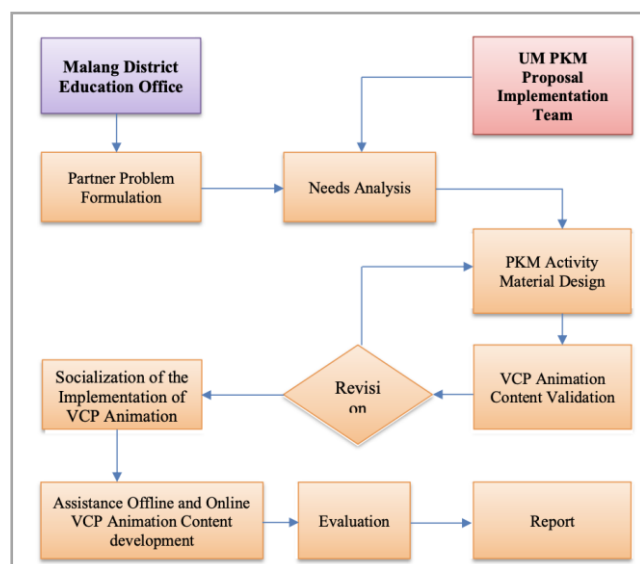 Malang District
Education Office
UM PKM
Proposal
Implementation
Team
Partner Problem
Formulation
Needs Analysis
PKM Activity
Material Design
Socialization of the
Implementation of
VCP Animation
Revisi
on
VCP Animation
Content Validation
Assistance Offline and Online
VCP Animation Content
development
Evaluation
Report